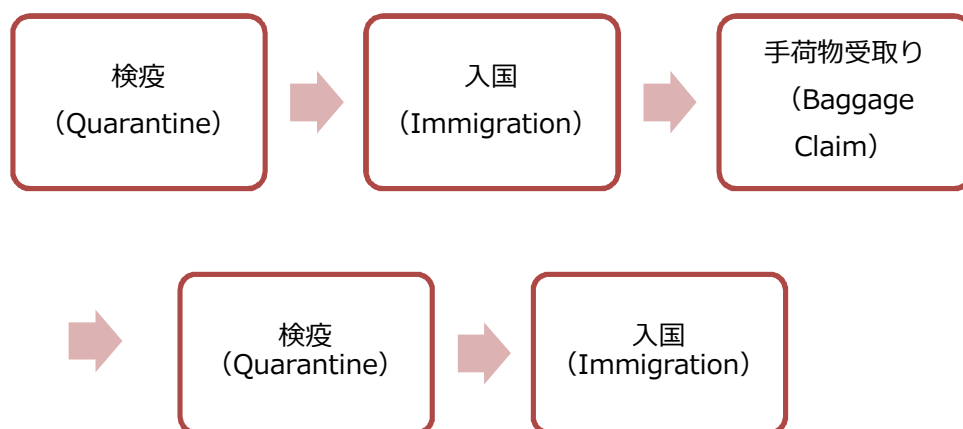 検疫
（Quarantine）
入国
（Immigration）
手荷物受取り
（Baggage
Claim）
検疫
（Quarantine）
入国
（Immigration）